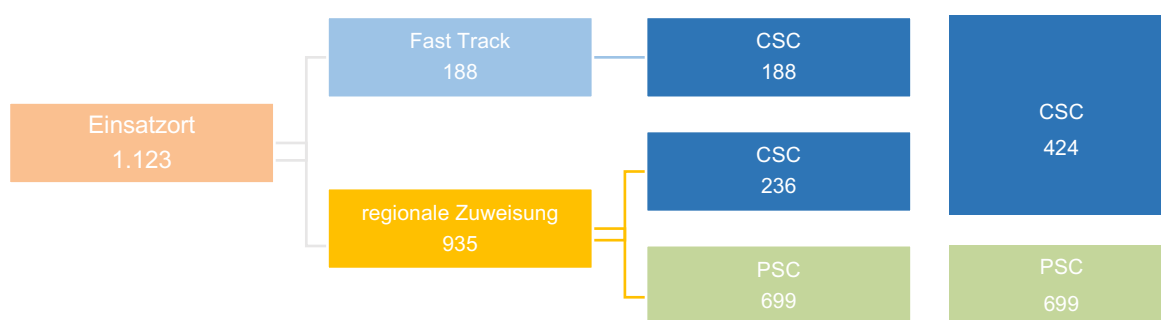 Fast Track
188
CSC
188
CSC
424
Einsatzort
1.123
CSC
236
regionale Zuweisung
935
PSC
699
PSC
699